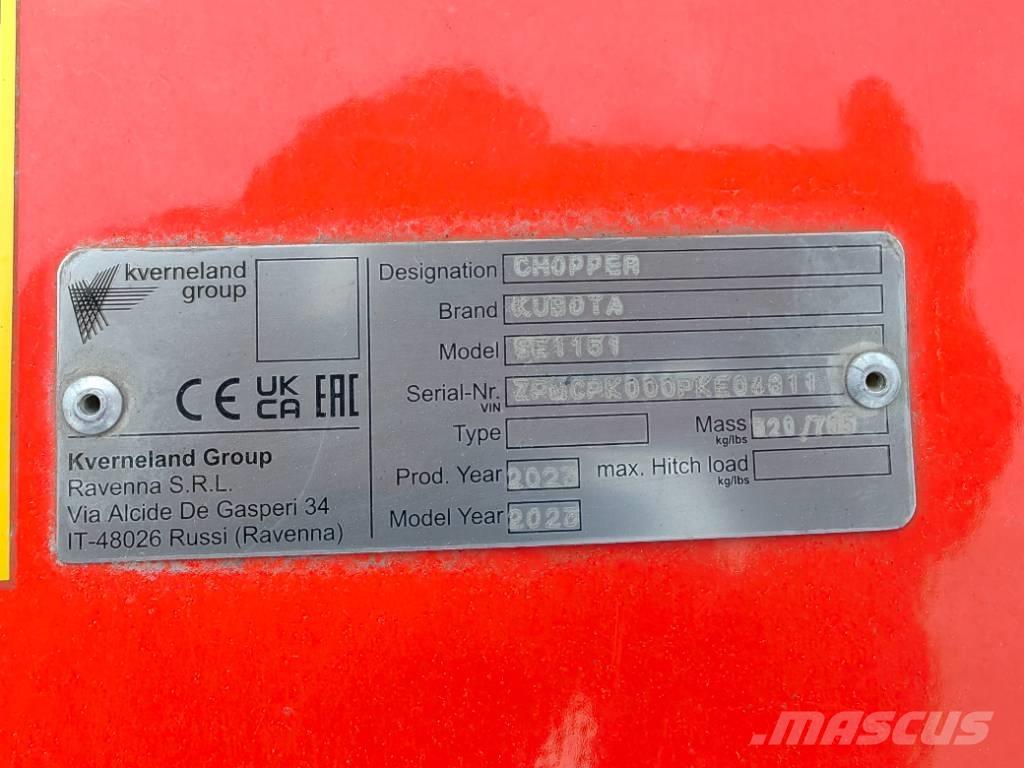 kverneland
group
CE UK CA EAC
Kverneland Group
Ravenna S.R.L.
Via Alcide De Gasperi 34
IT-48026 Russi (Ravenna)
Designation CHOPPER
Brand KUBOTA
Model SE1151
Serial-Nr.
VIN
Type
Mass
kg/lbs
Prod. Year 2023
max. Hitch load
kg/lbs
Model Year 2023
MASCUS